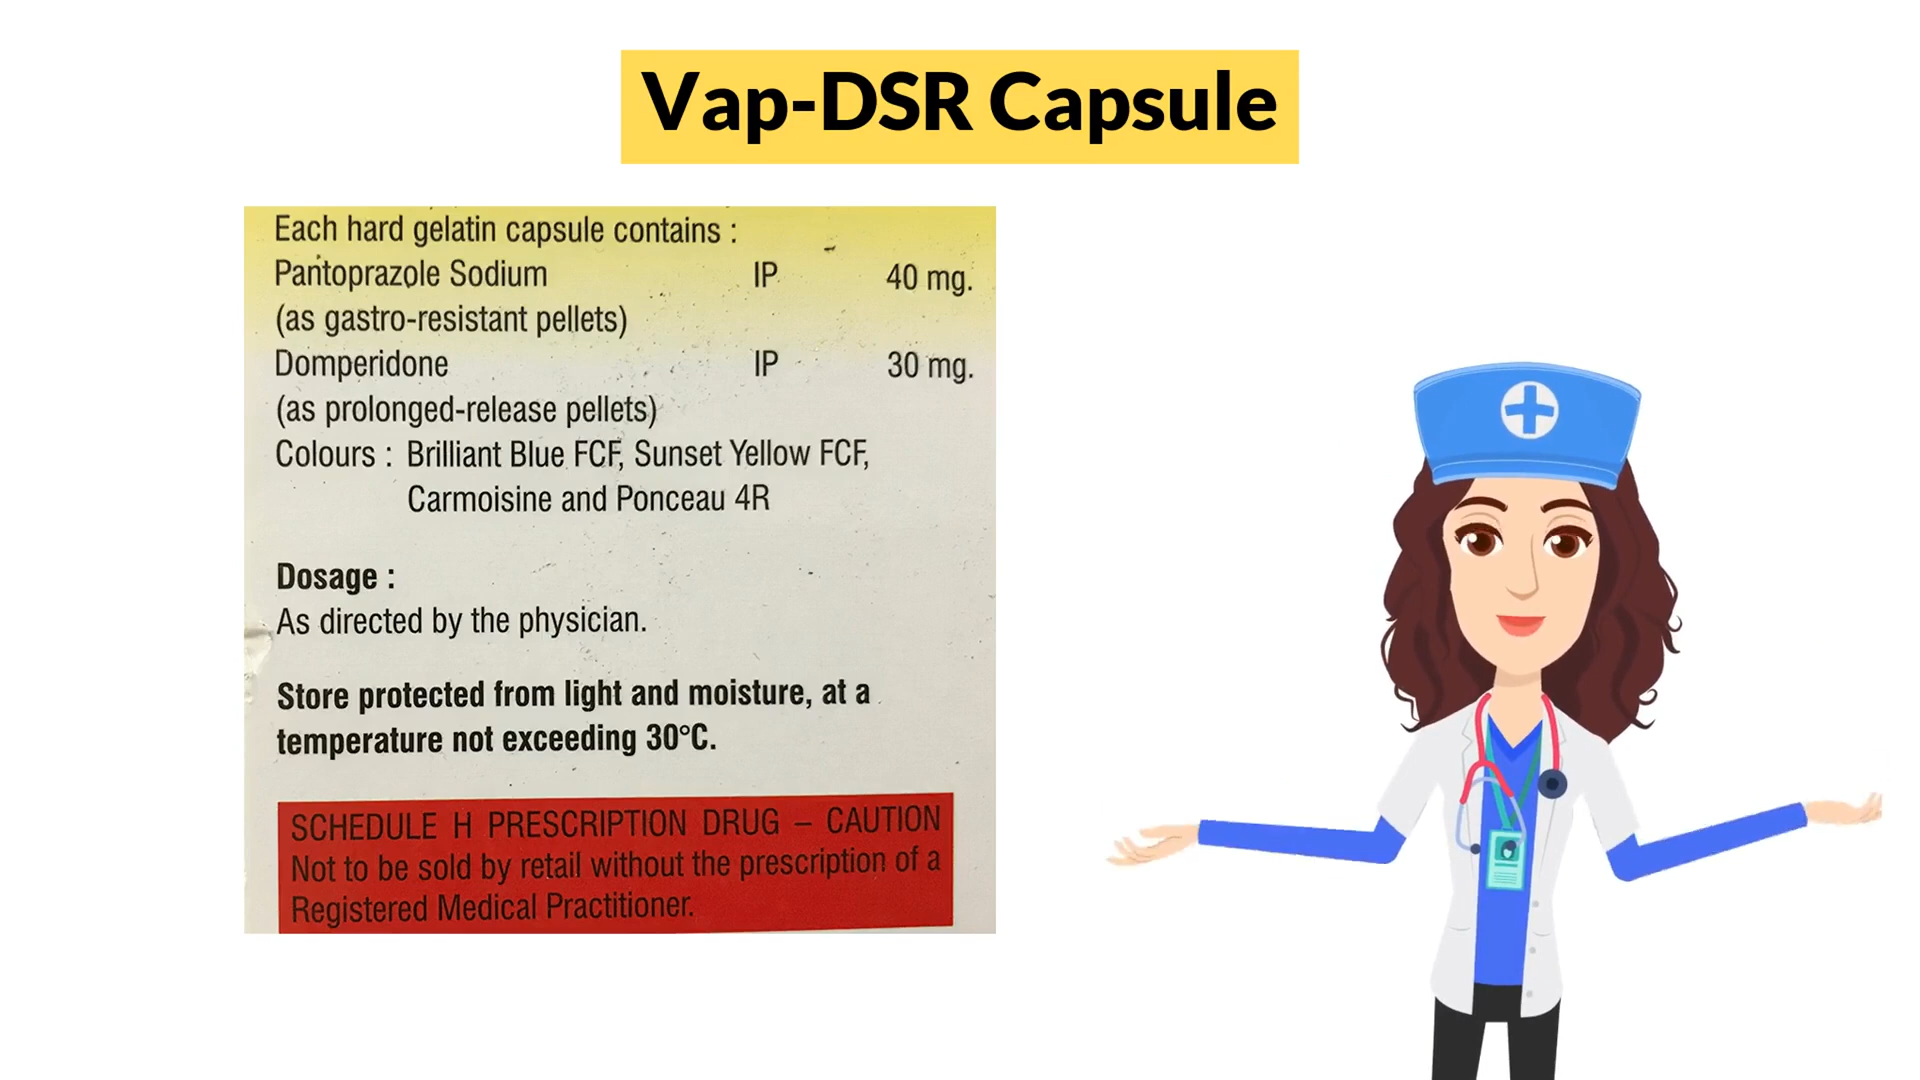 Vap-DSR Capsule
Each hard gelatin capsule contains :
Pantoprazole Sodium IP 40 mg.
(as gastro-resistant pellets)
Domperidone IP 30 mg.
(as prolonged-release pellets)
Colours : Brilliant Blue FCF, Sunset Yellow FCF,
Carmoisine and Ponceau 4R
Dosage :
As directed by the physician.
Store protected from light and moisture, at a
temperature not exceeding 30°C.
SCHEDULE H PRESCRIPTION DRUG – CAUTION
Not to be sold by retail without the prescription of a
Registered Medical Practitioner.